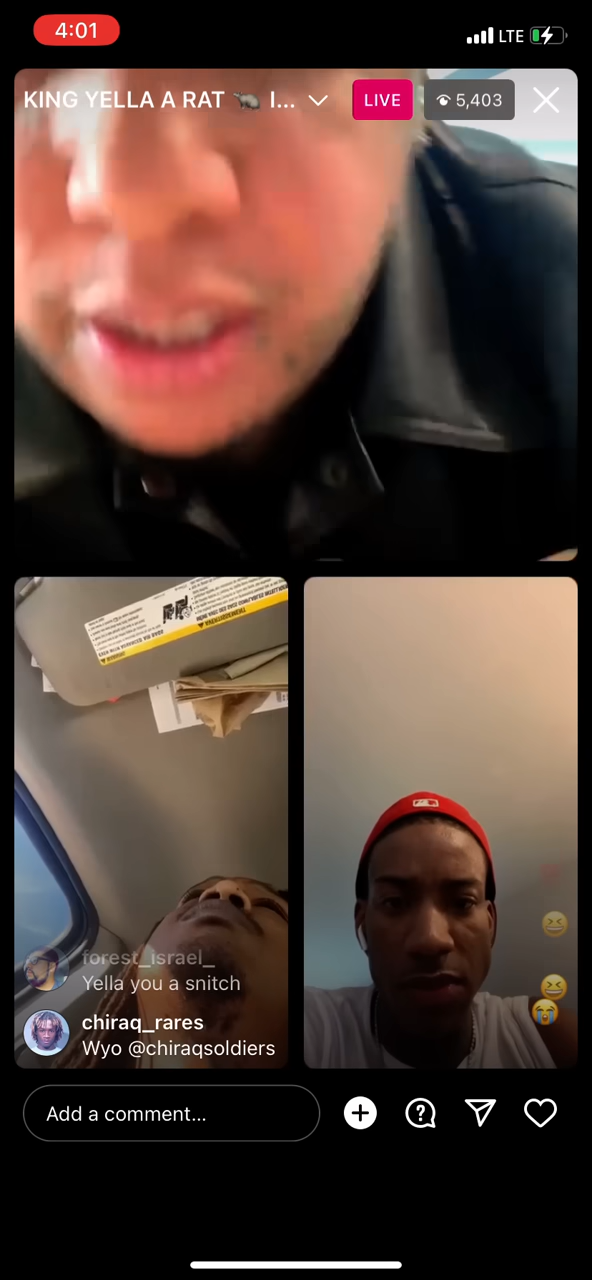 4:01
LTE
KING YELLA A RAT 🐀 I...
LIVE
5,403
forest_israel_
Yella you a snitch
chiraq_rares
Wyo @chiraqsoldiers
Add a comment...